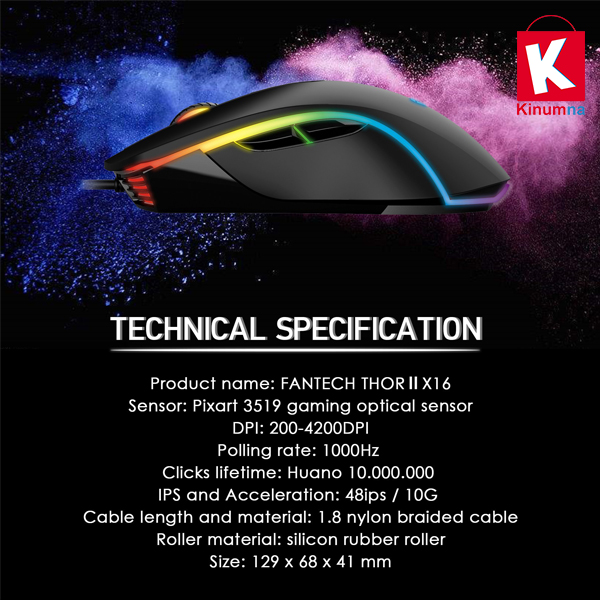 K
Kinumna
TECHNICAL SPECIFICATION
Product name: FANTECH THOR II X16
Sensor: Pixart 3519 gaming optical sensor
DPI: 200-4200DPI
Polling rate: 1000Hz
Clicks lifetime: Huano 10.000.000
IPS and Acceleration: 48ips / 10G
Cable length and material: 1.8 nylon braided cable
Roller material: silicon rubber roller
Size: 129 x 68 x 41 mm